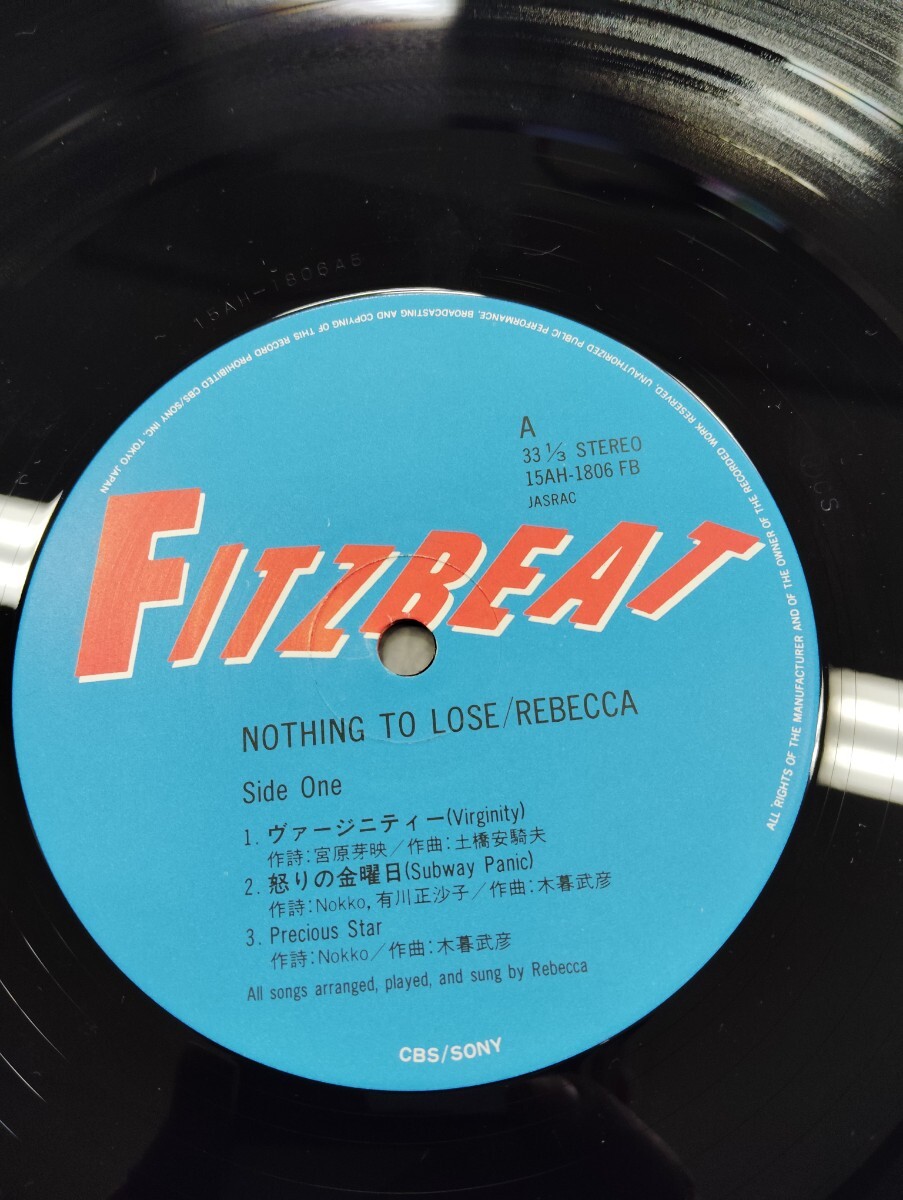 15AH-1806A6
ALL RIGHTS OF THE MANUFACTURER AND OF THE OWNER OF THE RECORDED WORK RESERVED. UNAUTHORIZED PUBLIC PERFORMANCE, BROADCASTING AND COPYING OF THIS RECORD PROHIBITED CBS/SONY INC. TOKYO JAPAN
A
33 1/3 STEREO
15AH-1806 FB
JASRAC
FITZBEAT
NOTHING TO LOSE/REBECCA
Side One
1. ヴァージニティー(Virginity)
作詩:宮原芽映/作曲:土橋安騎夫
2. 怒りの金曜日(Subway Panic)
作詩:Nokko, 有川正沙子/作曲:木暮武彦
3. Precious Star
作詩:Nokko/作曲:木暮武彦
All songs arranged, played, and sung by Rebecca
CBS/SONY